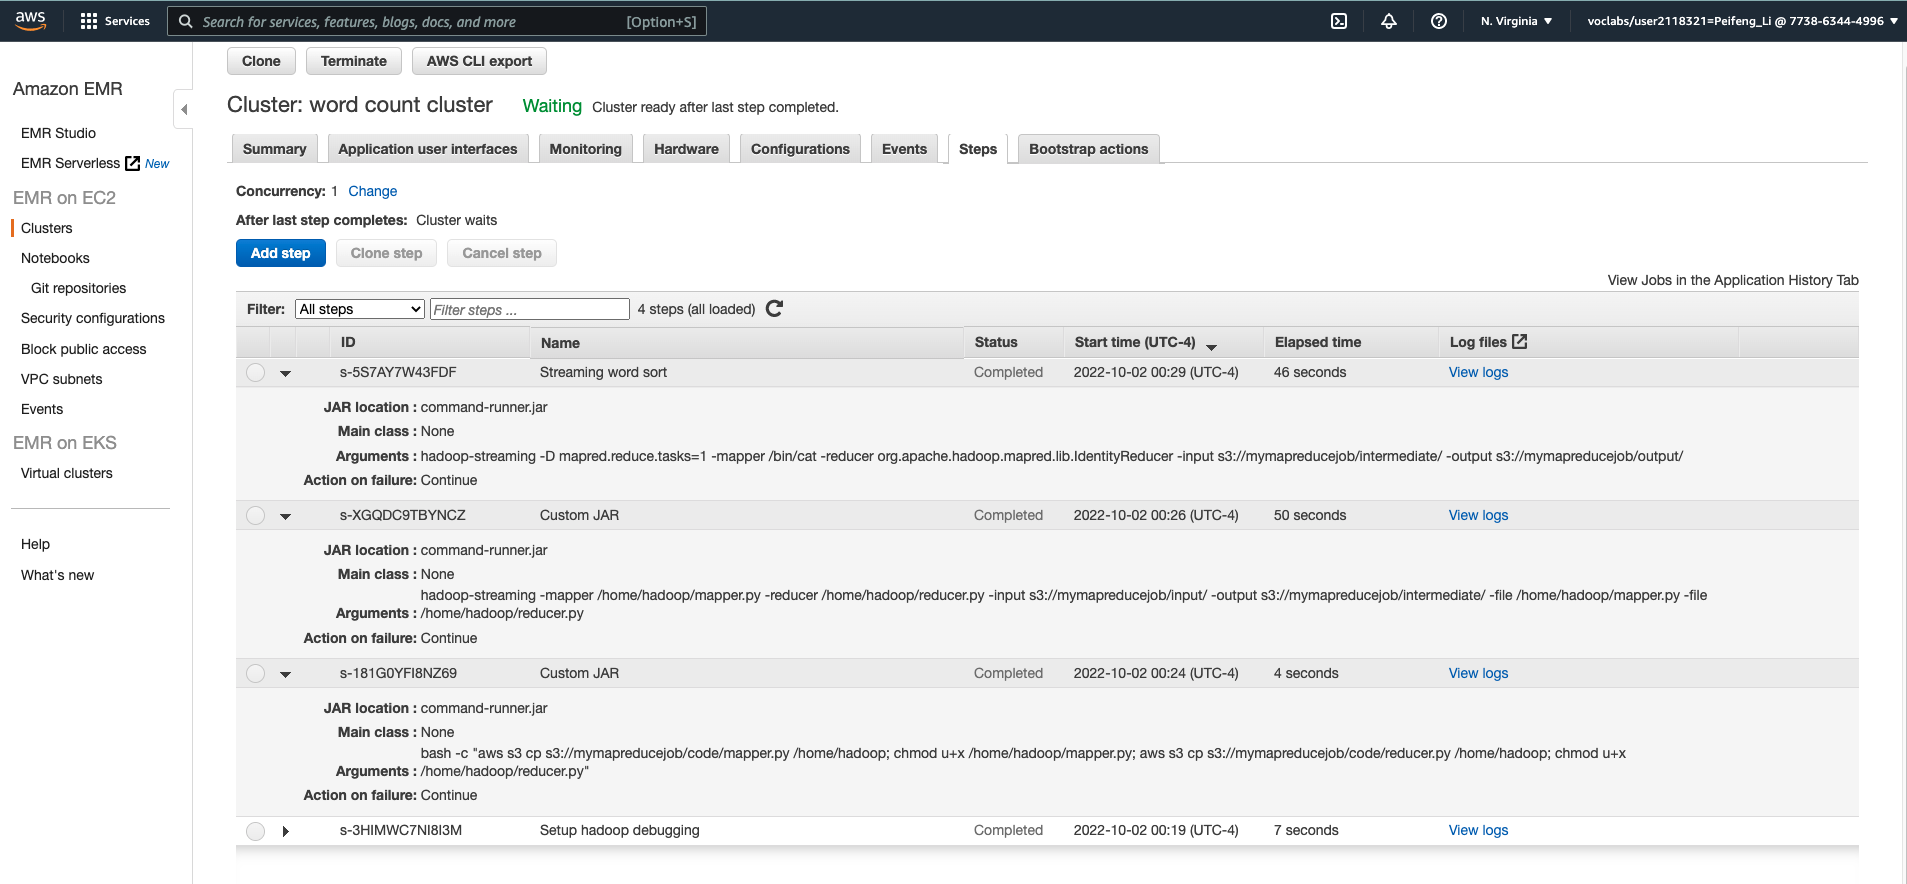 aws Services Search for services, features, blogs, docs, and more [Option+S] N. Virginia voclabs/user2118321=Peifeng_Li @ 7738-6344-4996
Clone Terminate AWS CLI export
Amazon EMR
EMR Studio
EMR Serverless New
EMR on EC2
Clusters
Notebooks
Git repositories
Security configurations
Block public access
VPC subnets
Events
EMR on EKS
Virtual clusters
Help
What's new
Cluster: word count cluster Waiting Cluster ready after last step completed.
Summary Application user interfaces Monitoring Hardware Configurations Events Steps Bootstrap actions
Concurrency: 1 Change
After last step completes: Cluster waits
Add step Clone step Cancel step
View Jobs in the Application History Tab
Filter: All steps Filter steps ... 4 steps (all loaded)
ID Name Status Start time (UTC-4) Elapsed time Log files
s-5S7AY7W43FDF Streaming word sort Completed 2022-10-02 00:29 (UTC-4) 46 seconds View logs
JAR location : command-runner.jar
Main class : None
Arguments : hadoop-streaming -D mapred.reduce.tasks=1 -mapper /bin/cat -reducer org.apache.hadoop.mapred.lib.IdentityReducer -input s3://mymapreducejob/intermediate/ -output s3://mymapreducejob/output/
Action on failure: Continue
s-XGQDC9TBYNCZ Custom JAR Completed 2022-10-02 00:26 (UTC-4) 50 seconds View logs
JAR location : command-runner.jar
Main class : None
hadoop-streaming -mapper /home/hadoop/mapper.py -reducer /home/hadoop/reducer.py -input s3://mymapreducejob/input/ -output s3://mymapreducejob/intermediate/ -file /home/hadoop/mapper.py -file
Arguments : /home/hadoop/reducer.py
Action on failure: Continue
s-181G0YFI8NZ69 Custom JAR Completed 2022-10-02 00:24 (UTC-4) 4 seconds View logs
JAR location : command-runner.jar
Main class : None
bash -c "aws s3 cp s3://mymapreducejob/code/mapper.py /home/hadoop; chmod u+x /home/hadoop/mapper.py; aws s3 cp s3://mymapreducejob/code/reducer.py /home/hadoop; chmod u+x
Arguments : /home/hadoop/reducer.py"
Action on failure: Continue
s-3HIMWC7NI8I3M Setup hadoop debugging Completed 2022-10-02 00:19 (UTC-4) 7 seconds View logs